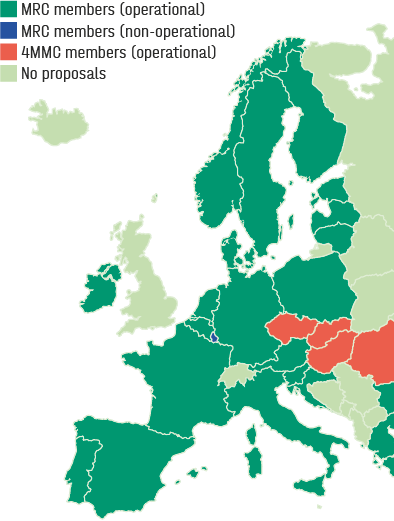 MRC members (operational)
MRC members (non-operational)
4MMC members (operational)
No proposals